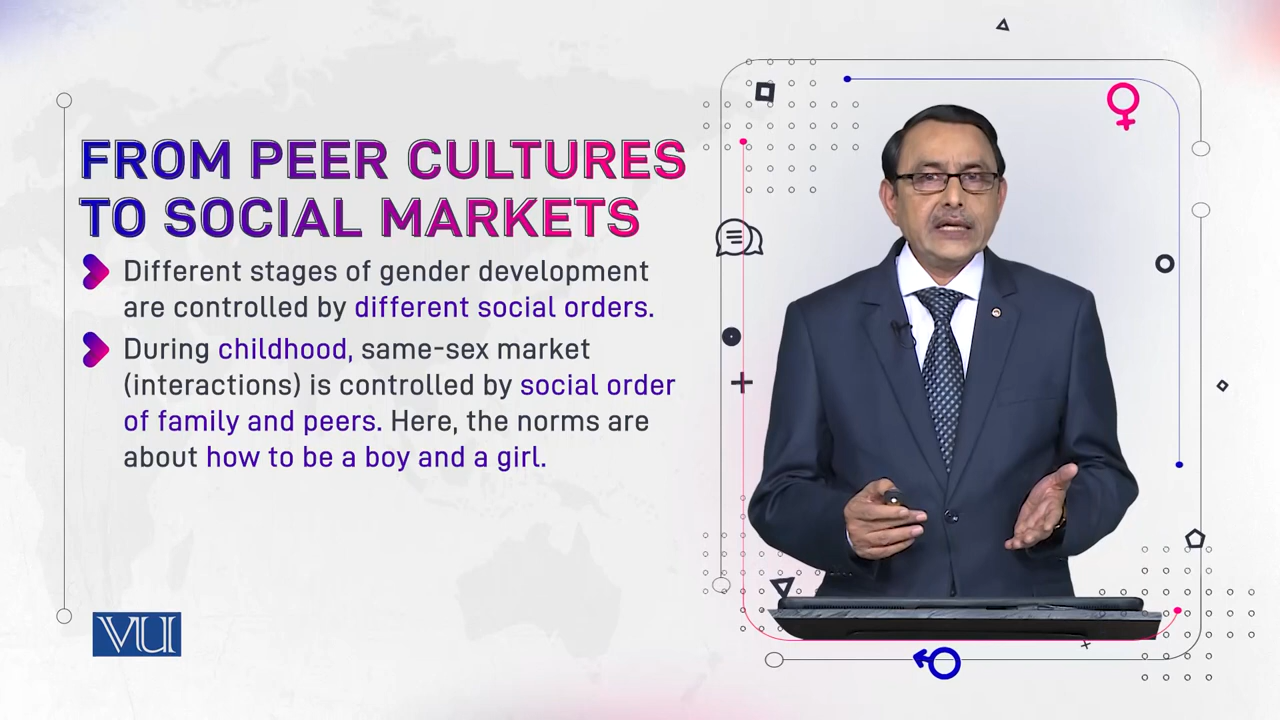 FROM PEER CULTURES
TO SOCIAL MARKETS
Different stages of gender development
are controlled by different social orders.
During childhood, same-sex market
(interactions) is controlled by social order
of family and peers. Here, the norms are
about how to be a boy and a girl.
VU